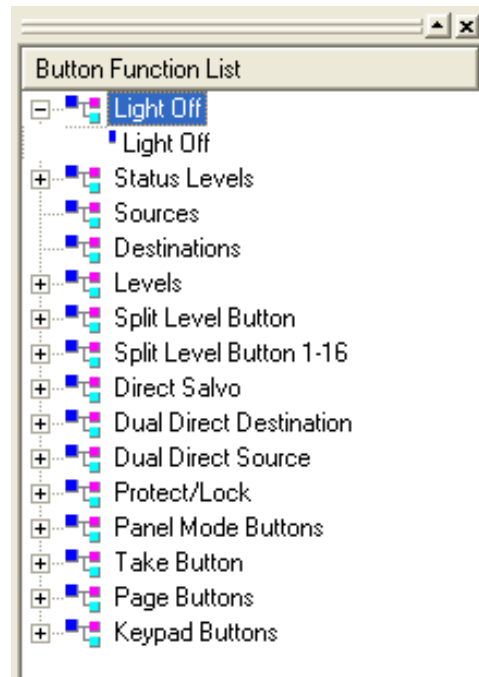 Button Function List
Light Off
Light Off
Status Levels
Sources
Destinations
Levels
Split Level Button
Split Level Button 1-16
Direct Salvo
Dual Direct Destination
Dual Direct Source
Protect/Lock
Panel Mode Buttons
Take Button
Page Buttons
Keypad Buttons